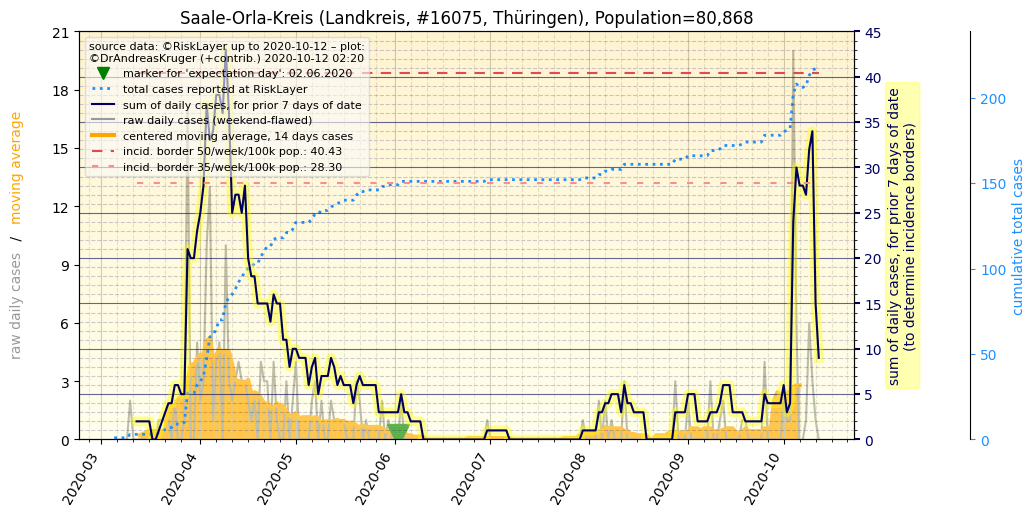 Saale-Orla-Kreis (Landkreis, #16075, Thüringen), Population=80,868
source data: ©RiskLayer up to 2020-10-12 – plot:
©DrAndreasKruger (+contrib.) 2020-10-12 02:20
marker for 'expectation day': 02.06.2020
total cases reported at RiskLayer
sum of daily cases, for prior 7 days of date
raw daily cases (weekend-flawed)
centered moving average, 14 days cases
incid. border 50/week/100k pop.: 40.43
incid. border 35/week/100k pop.: 28.30
raw daily cases / moving average
21
18
15
12
9
6
3
0
2020-03
2020-04
2020-05
2020-06
2020-07
2020-08
2020-09
2020-10
45
40
35
30
25
20
15
10
5
0
sum of daily cases, for prior 7 days of date
(to determine incidence borders)
200
150
100
50
0
cumulative total cases